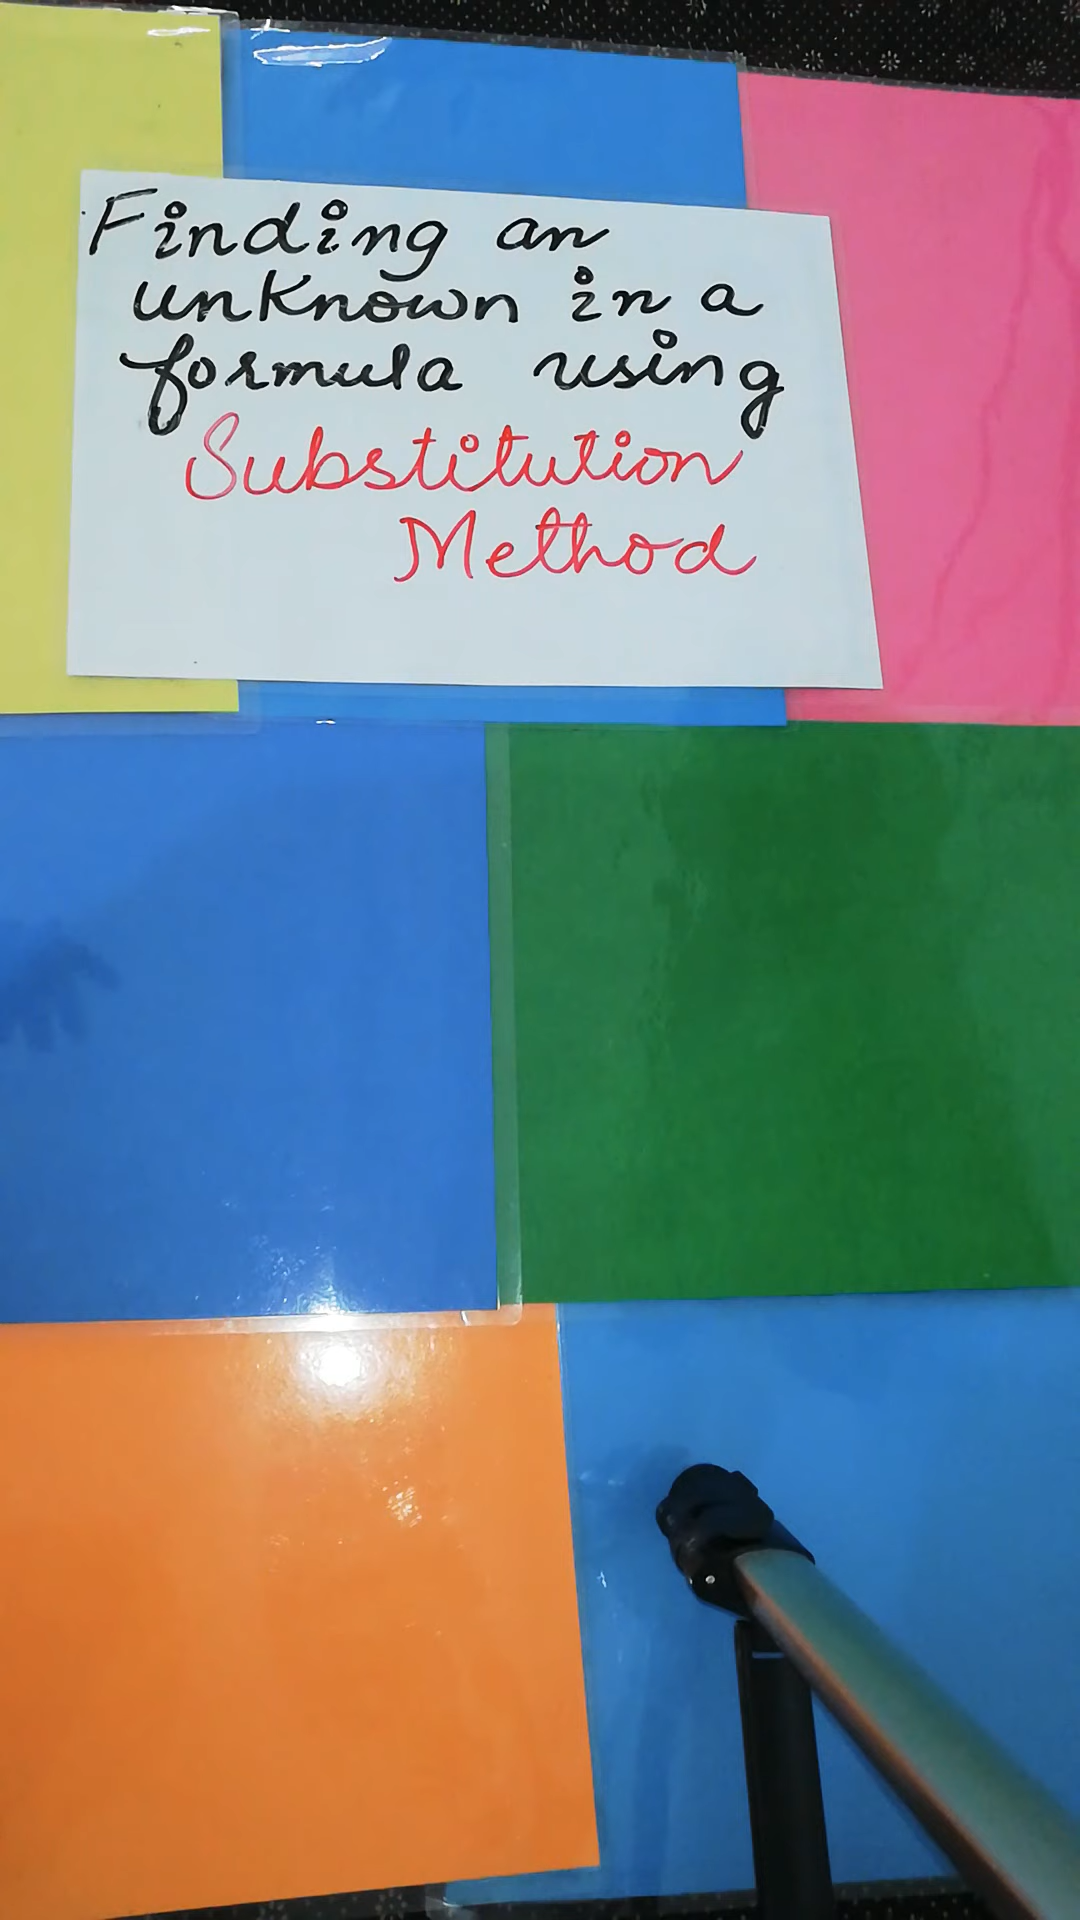 Finding an
unknown in a
formula using
Substitution
Method